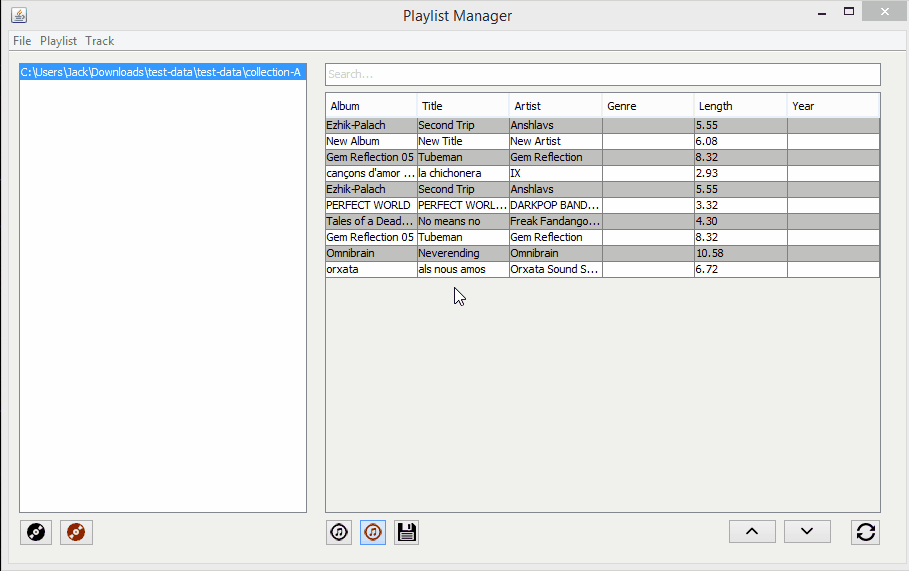 Playlist Manager
File Playlist Track
C:\Users\Jack\Downloads\test-data\test-data\collection-A
Search...
Album Title Artist Genre Length Year
Ezhik-Palach Second Trip Anshlavs 5.55
New Album New Title New Artist 6.08
Gem Reflection 05 Tubeman Gem Reflection 8.32
cançons d'amor ... la chichonera IX 2.93
Ezhik-Palach Second Trip Anshlavs 5.55
PERFECT WORLD PERFECT WORL... DARKPOP BAND... 3.32
Tales of a Dead... No means no Freak Fandango... 4.30
Gem Reflection 05 Tubeman Gem Reflection 8.32
Omnibrain Neverending Omnibrain 10.58
orxata als nous amos Orxata Sound S... 6.72